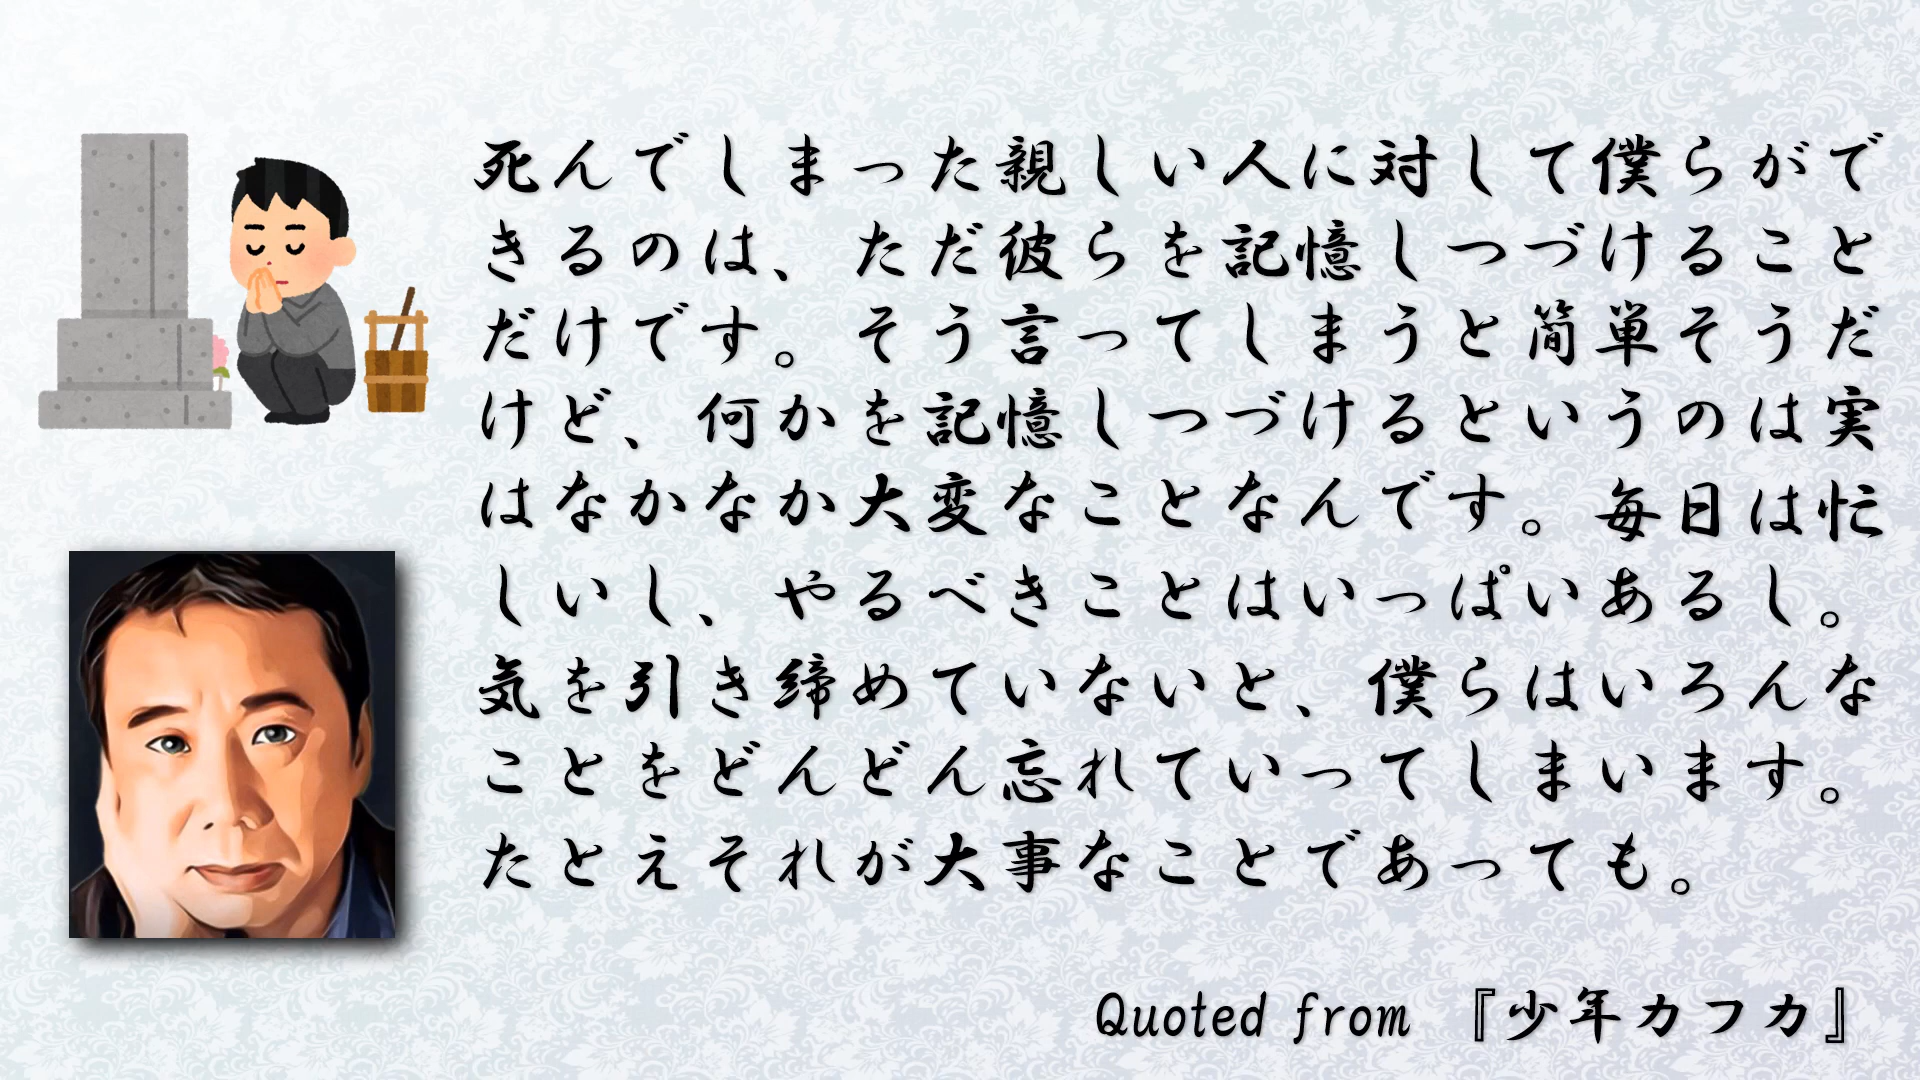 死んでしまった親しい人に対して僕らがで
きるのは、ただ彼らを記憶しつづけること
だけです。そう言ってしまうと簡単そうだ
けど、何かを記憶しつづけるというのは実
はなかなか大変なことなんです。毎日は忙
しいし、やるべきことはいっぱいあるし。
気を引き締めていないと、僕らはいろんな
ことをどんどん忘れていってしまいます。
たとえそれが大事なことであっても。
Quoted from 『少年カフカ』